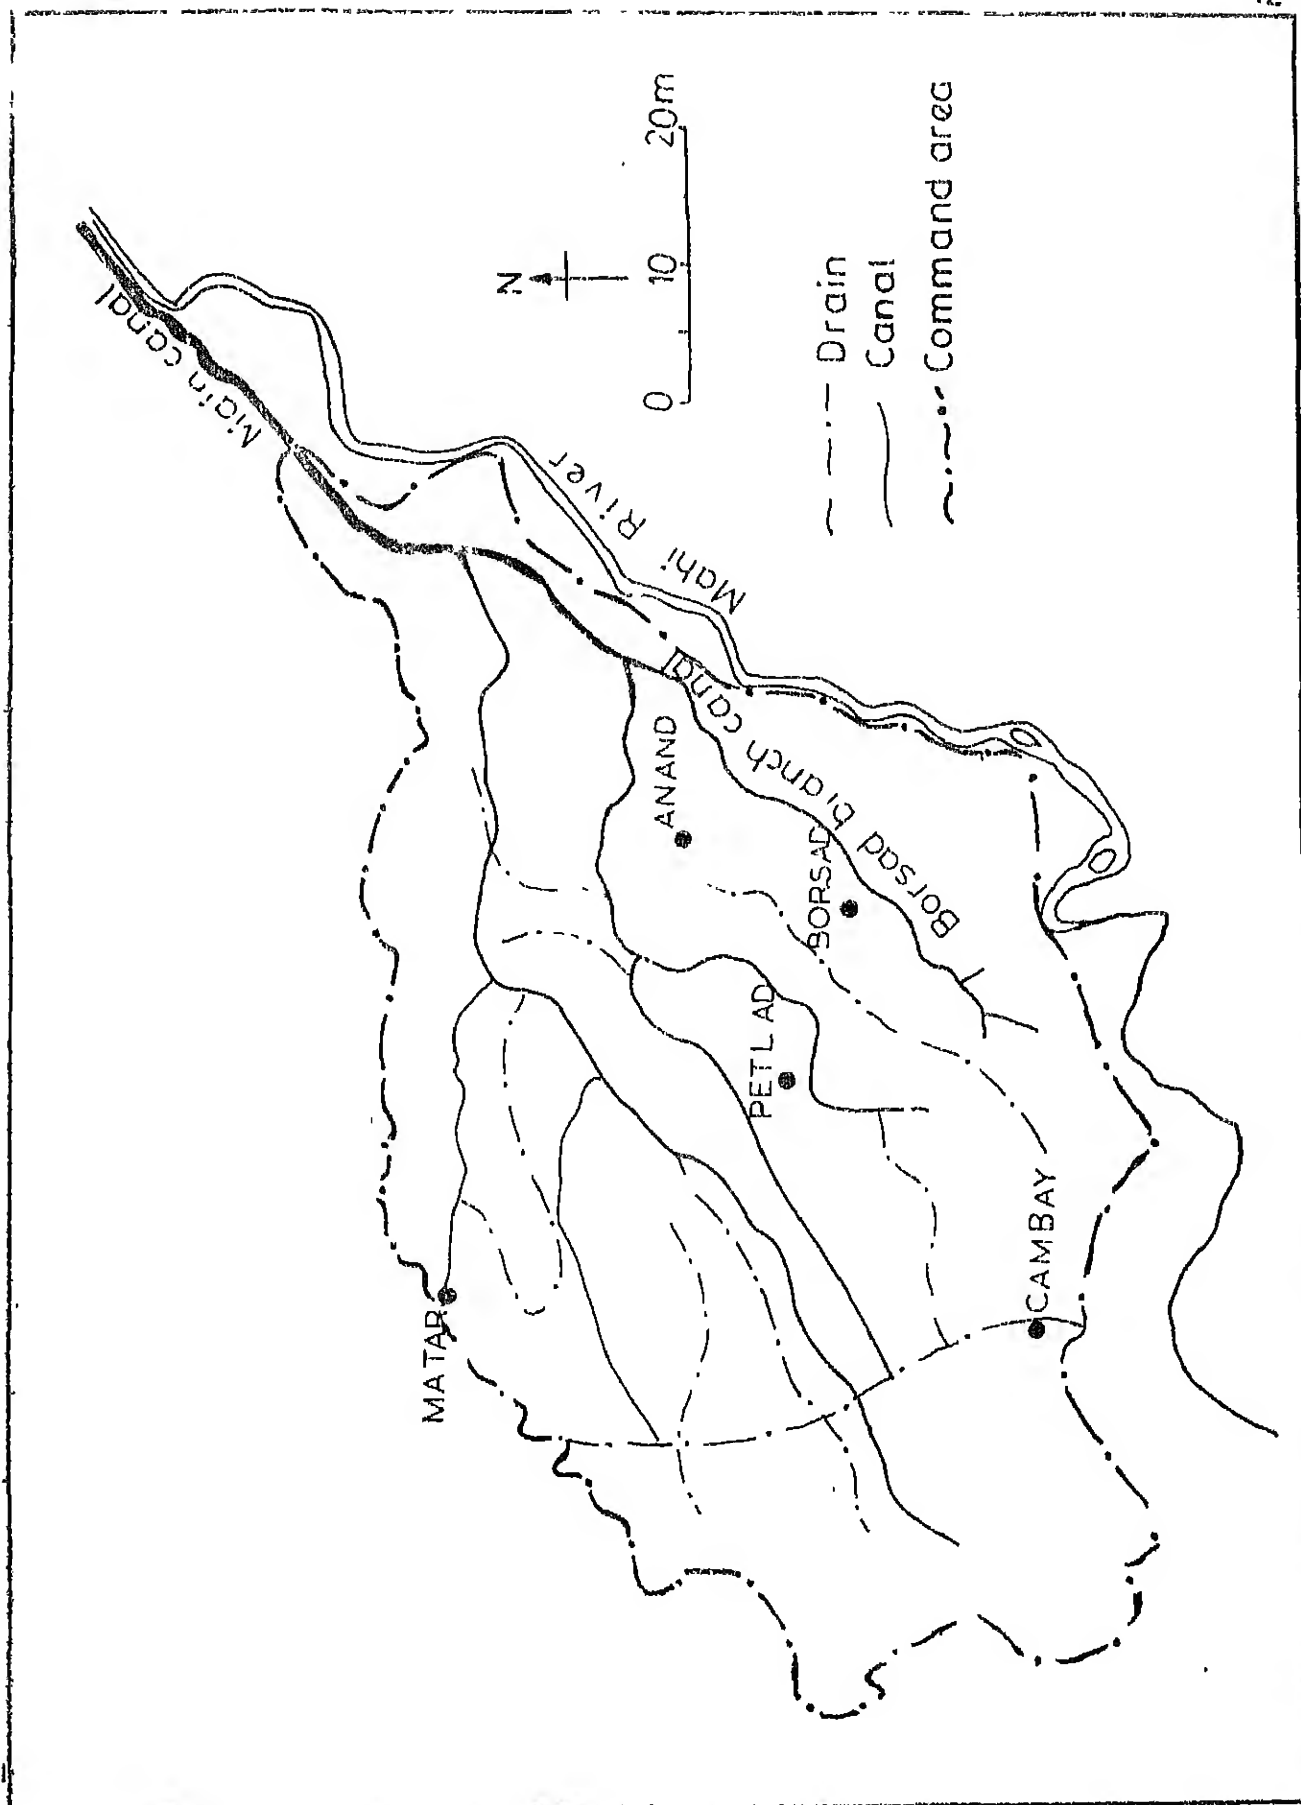 Main canal
N
0 10 20m
Mahi River
Drain
Canal
Command area
Borsad branch canal
ANAND
BORSAD
PETLAD
MATAR
CAMBAY